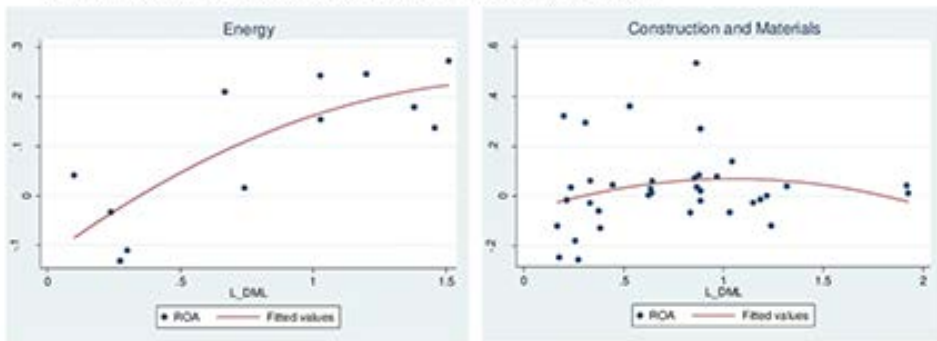 Energy
.3
.2
.1
0
-.1
0
.5
1
1.5
L_DML
ROA
Fitted values
Construction and Materials
.6
.4
.2
0
-.2
0
.5
1
1.5
2
L_DML
ROA
Fitted values